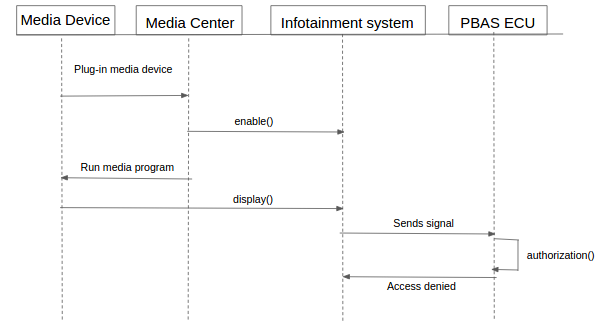 Media Device
Media Center
Infotainment system
PBAS ECU
Plug-in media device
enable()
Run media program
display()
Sends signal
authorization()
Access denied